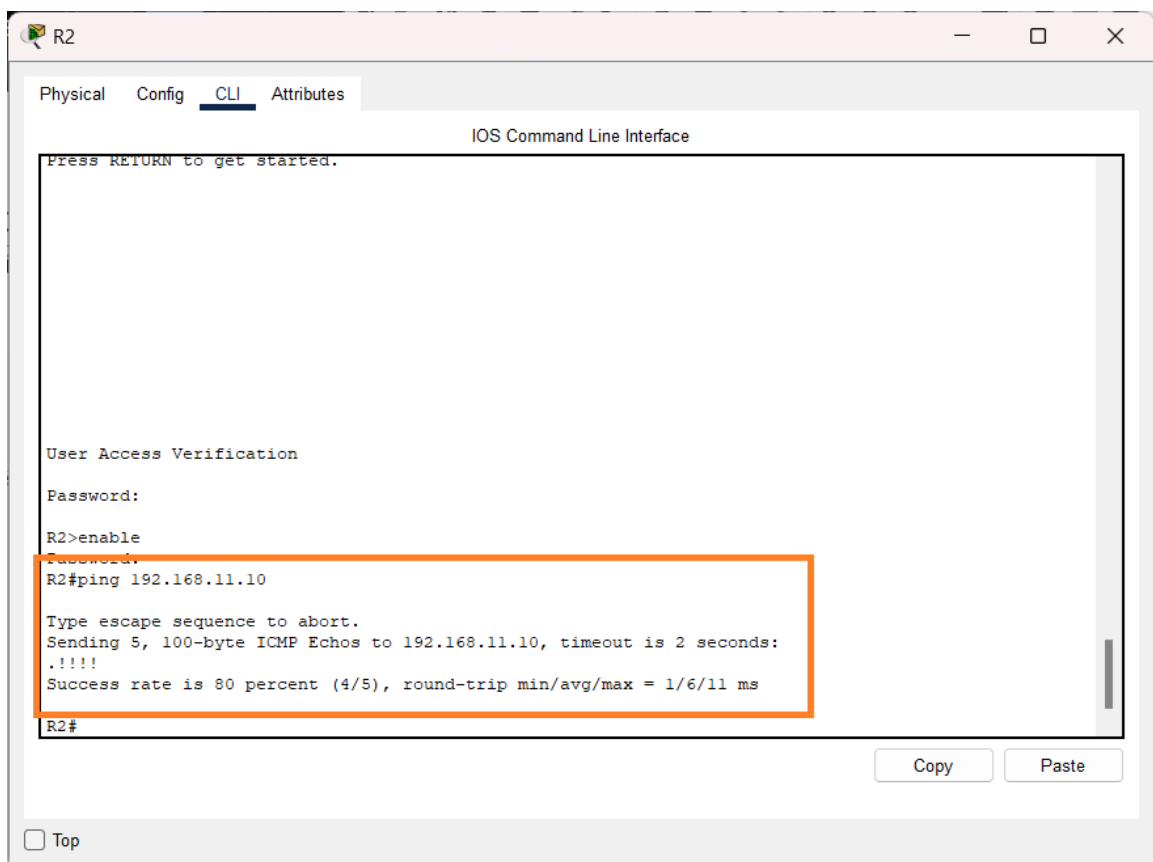 R2
Physical Config CLI Attributes
IOS Command Line Interface
Press RETURN to get started.
User Access Verification
Password:
R2>enable
Password:
R2#ping 192.168.11.10
Type escape sequence to abort.
Sending 5, 100-byte ICMP Echos to 192.168.11.10, timeout is 2 seconds:
.!!!!
Success rate is 80 percent (4/5), round-trip min/avg/max = 1/6/11 ms
R2#
Copy Paste
Top